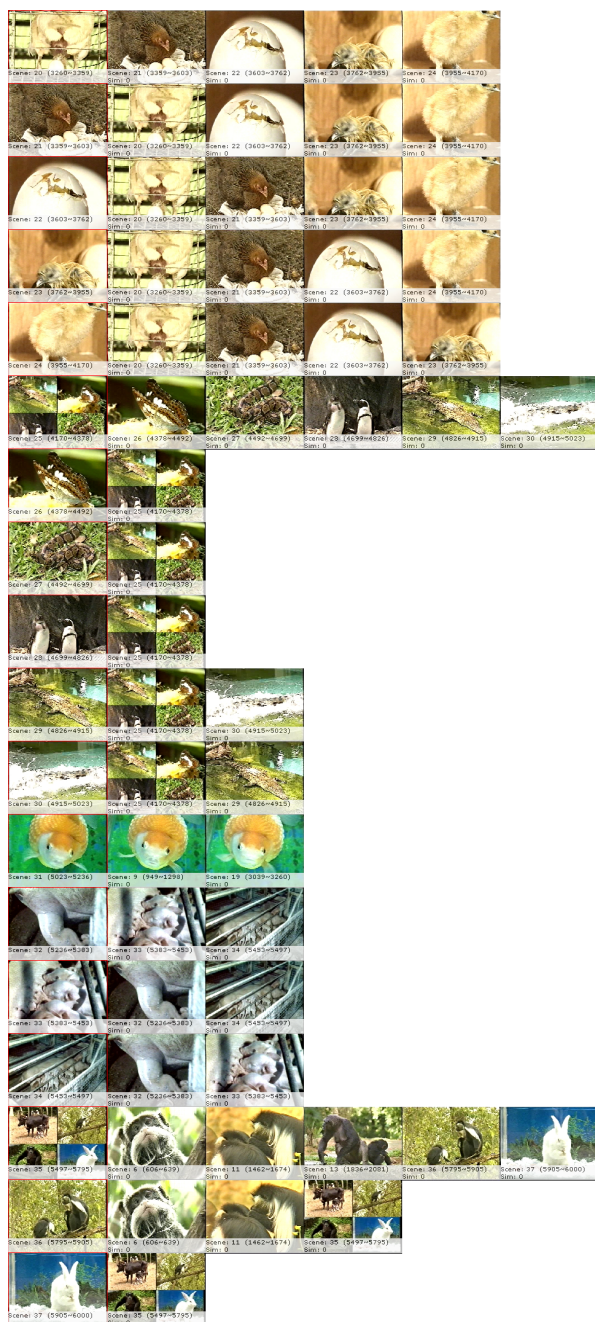 Scene: 20 (3260~3359)
Scene: 21 (3359~3603)
Sim: 0
Scene: 22 (3603~3762)
Sim: 0
Scene: 23 (3762~3955)
Sim: 0
Scene: 24 (3955~4170)
Sim: 0
Scene: 21 (3359~3603)
Scene: 20 (3260~3359)
Sim: 0
Scene: 22 (3603~3762)
Sim: 0
Scene: 23 (3762~3955)
Sim: 0
Scene: 24 (3955~4170)
Sim: 0
Scene: 22 (3603~3762)
Scene: 20 (3260~3359)
Sim: 0
Scene: 21 (3359~3603)
Sim: 0
Scene: 23 (3762~3955)
Sim: 0
Scene: 24 (3955~4170)
Sim: 0
Scene: 23 (3762~3955)
Scene: 20 (3260~3359)
Sim: 0
Scene: 21 (3359~3603)
Sim: 0
Scene: 22 (3603~3762)
Sim: 0
Scene: 24 (3955~4170)
Sim: 0
Scene: 24 (3955~4170)
Scene: 20 (3260~3359)
Sim: 0
Scene: 21 (3359~3603)
Sim: 0
Scene: 22 (3603~3762)
Sim: 0
Scene: 23 (3762~3955)
Sim: 0
Scene: 25 (4170~4378)
Scene: 26 (4378~4492)
Sim: 0
Scene: 27 (4492~4699)
Sim: 0
Scene: 28 (4699~4826)
Sim: 0
Scene: 29 (4826~4915)
Sim: 0
Scene: 30 (4915~5023)
Sim: 0
Scene: 26 (4378~4492)
Scene: 25 (4170~4378)
Sim: 0
Scene: 27 (4492~4699)
Scene: 25 (4170~4378)
Sim: 0
Scene: 28 (4699~4826)
Scene: 25 (4170~4378)
Sim: 0
Scene: 29 (4826~4915)
Scene: 25 (4170~4378)
Sim: 0
Scene: 30 (4915~5023)
Sim: 0
Scene: 30 (4915~5023)
Scene: 25 (4170~4378)
Sim: 0
Scene: 29 (4826~4915)
Sim: 0
Scene: 31 (5023~5236)
Scene: 9 (949~1298)
Sim: 0
Scene: 19 (3039~3260)
Sim: 0
Scene: 32 (5236~5383)
Scene: 33 (5383~5453)
Sim: 0
Scene: 34 (5453~5497)
Sim: 0
Scene: 33 (5383~5453)
Scene: 32 (5236~5383)
Sim: 0
Scene: 34 (5453~5497)
Sim: 0
Scene: 34 (5453~5497)
Scene: 32 (5236~5383)
Sim: 0
Scene: 33 (5383~5453)
Sim: 0
Scene: 35 (5497~5795)
Scene: 6 (606~639)
Sim: 0
Scene: 11 (1462~1674)
Sim: 0
Scene: 13 (1836~2081)
Sim: 0
Scene: 36 (5795~5905)
Sim: 0
Scene: 37 (5905~6000)
Sim: 0
Scene: 36 (5795~5905)
Scene: 6 (606~639)
Sim: 0
Scene: 11 (1462~1674)
Sim: 0
Scene: 35 (5497~5795)
Sim: 0
Scene: 37 (5905~6000)
Scene: 35 (5497~5795)
Sim: 0